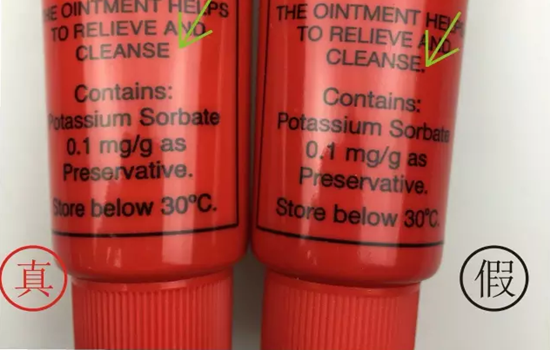 THE OINTMENT HELPS
TO RELIEVE AND
CLEANSE
Contains:
Potassium Sorbate
0.1 mg/g as
Preservative.
Store below 30°C.
THE OINTMENT HELPS
TO RELIEVE AND
CLEANSE.
Contains:
Potassium Sorbate
0.1 mg/g as
Preservative.
Store below 30°C.
真
假